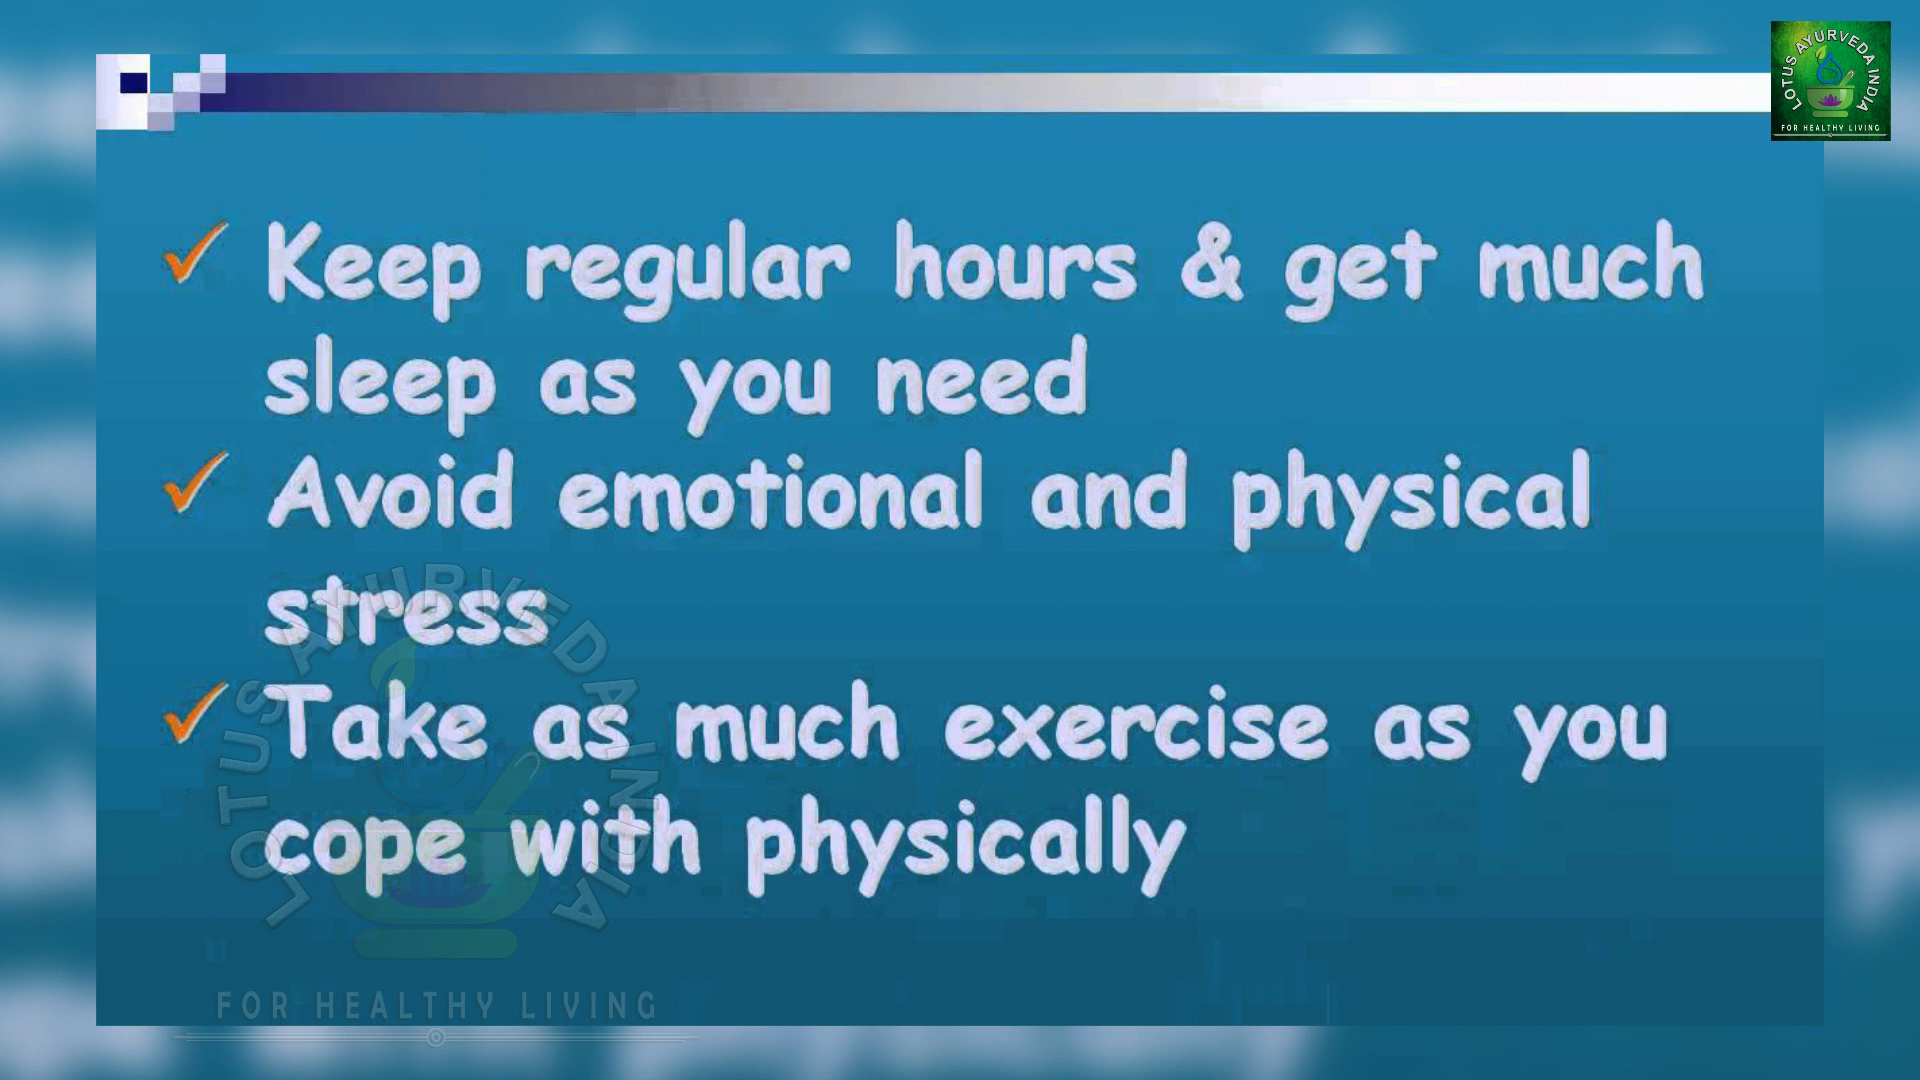 LOTUS AYURVEDA INDIA
FOR HEALTHY LIVING
Keep regular hours & get much
sleep as you need
Avoid emotional and physical
stress
Take as much exercise as you
cope with physically
LOTUS AYURVEDA INDIA
FOR HEALTHY LIVING